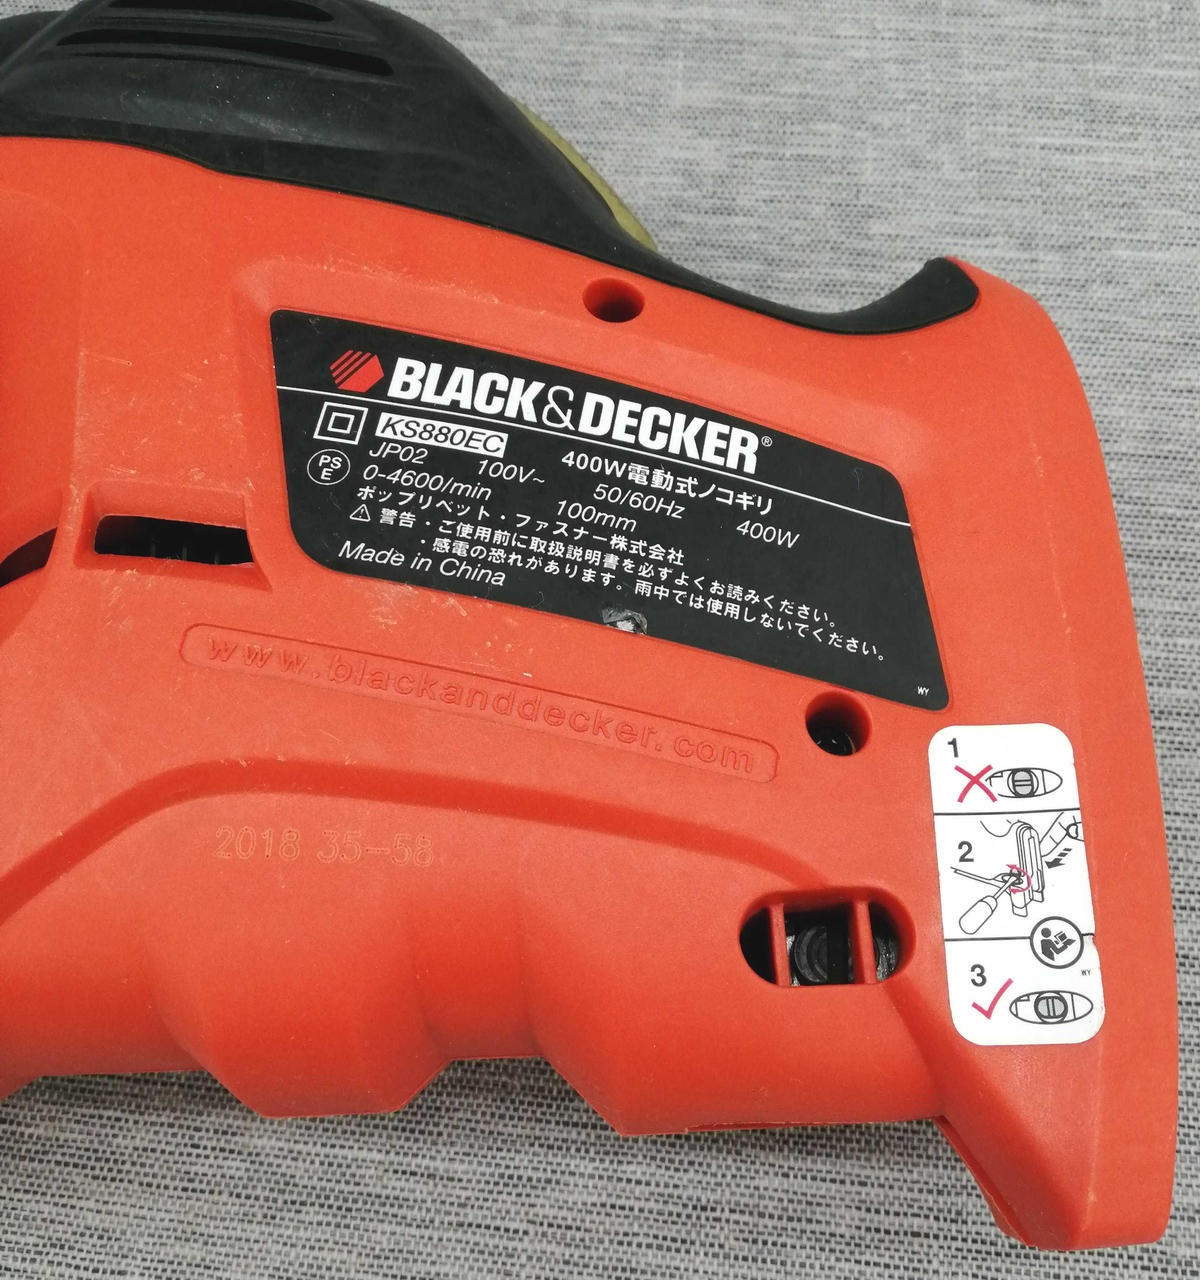 BLACK&DECKER®
KS880EC 400W電動式ノコギリ
JP02 100V~ 50/60Hz 400W
PS E 0-4600/min 100mm
ポップリベット・ファスナー株式会社
警告・ご使用前に取扱説明書を必ずよくお読みください。
・感電の恐れがあります。雨中では使用しないでください。
Made in China
WY
www.blackanddecker.com
2018 35-58
1
2
3
WY